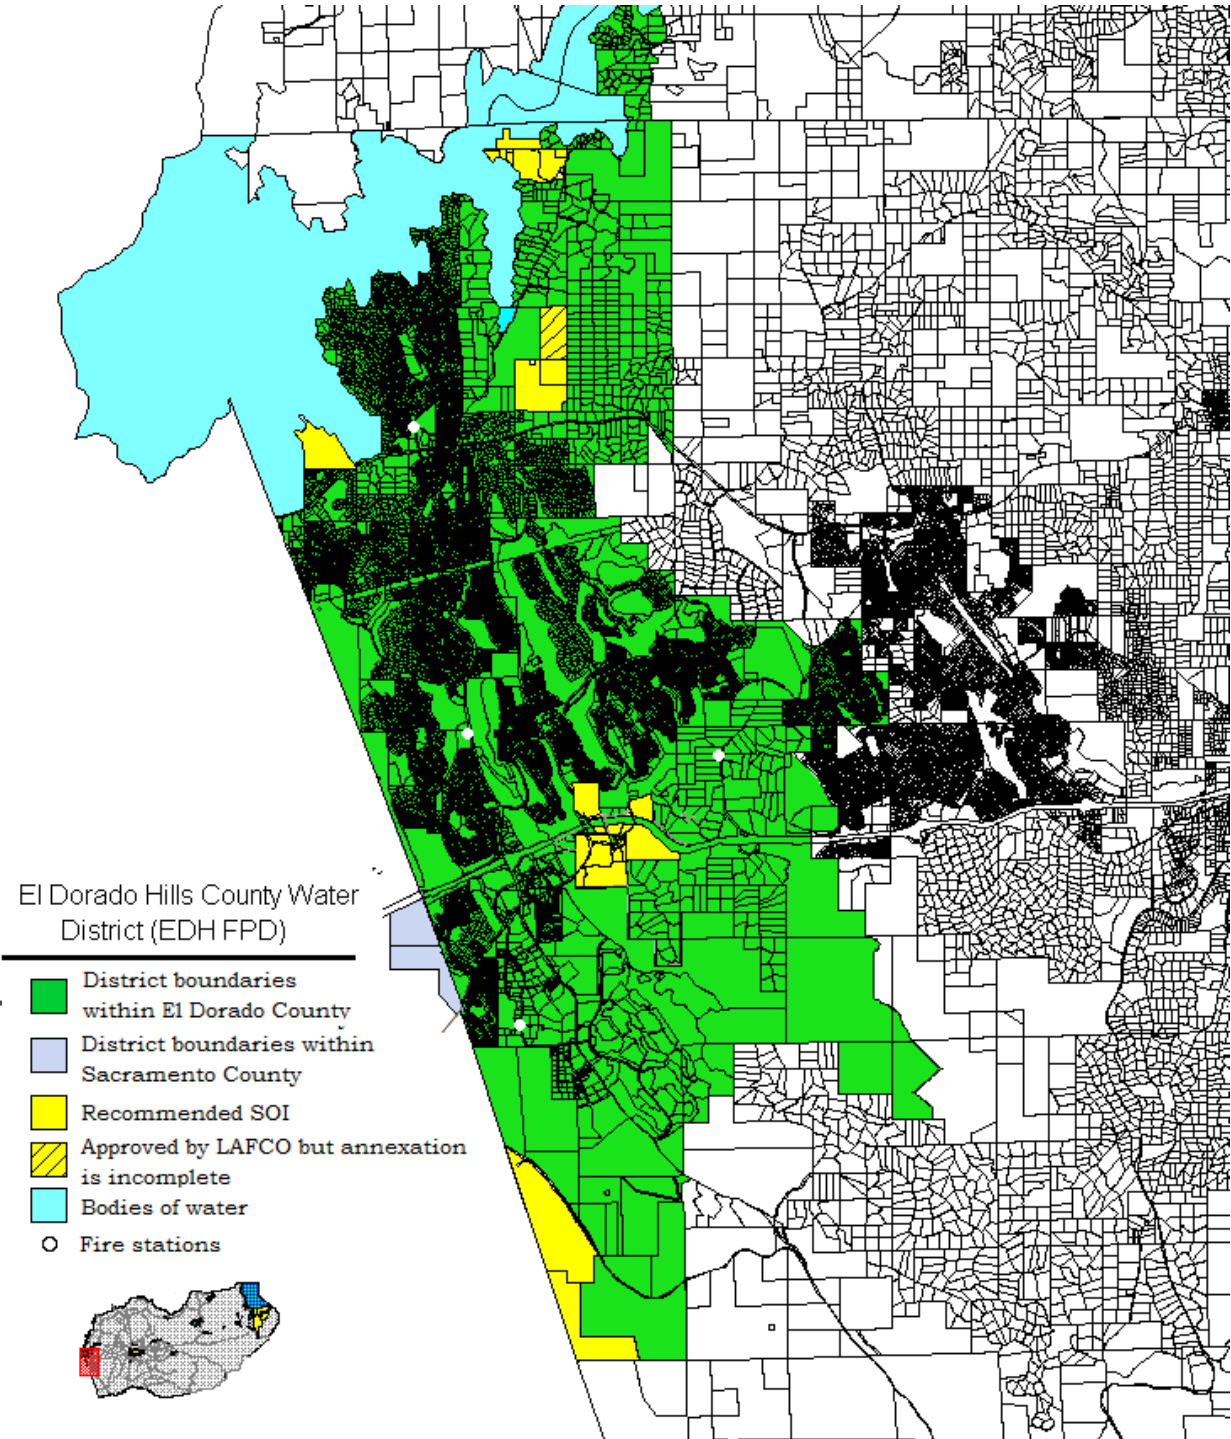 El Dorado Hills County Water
District (EDH FPD)
District boundaries
within El Dorado County
District boundaries within
Sacramento County
Recommended SOI
Approved by LAFCO but annexation
is incomplete
Bodies of water
Fire stations